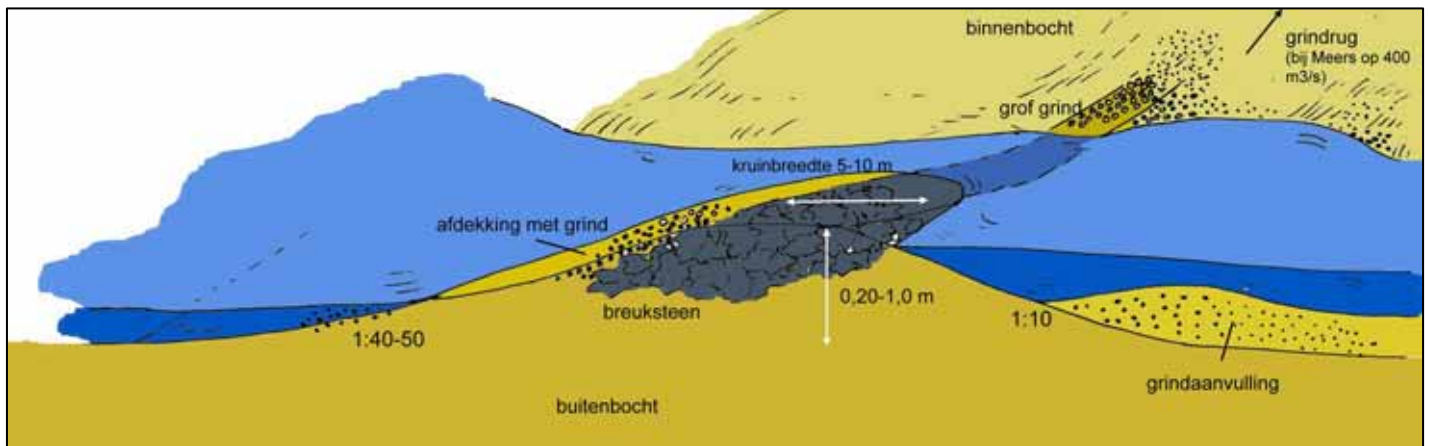 binnenbocht
grindrug
(bij Meers op 400
m3/s)
grof grind
kruinbreedte 5-10 m
afdekking met grind
0,20-1,0 m
breuksteen
1:10
1:40-50
grindaanvulling
buitenbocht